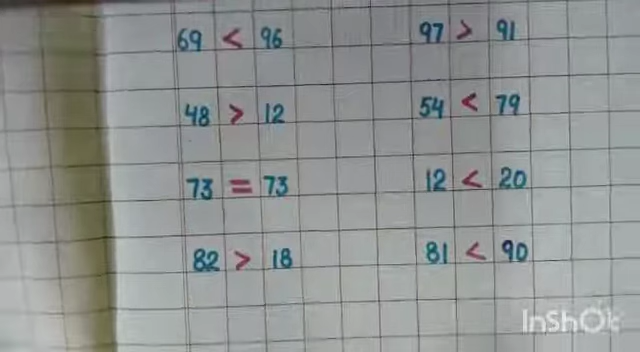 69 < 96 97 > 91
48 > 12 54 < 79
73 = 73 12 < 20
82 > 18 81 < 90
InShOt